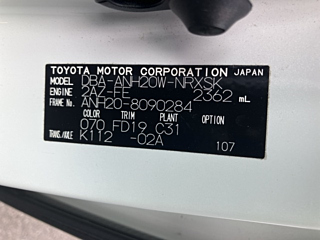 TOYOTA MOTOR CORPORATION JAPAN
MODEL DBA-ANH20W-NRXSK
ENGINE 2AZ-FE 2362 mL
FRAME No. ANH20-8090284
COLOR TRIM PLANT OPTION
070 FD19 C31
TRANS./AXLE K112 -02A
107